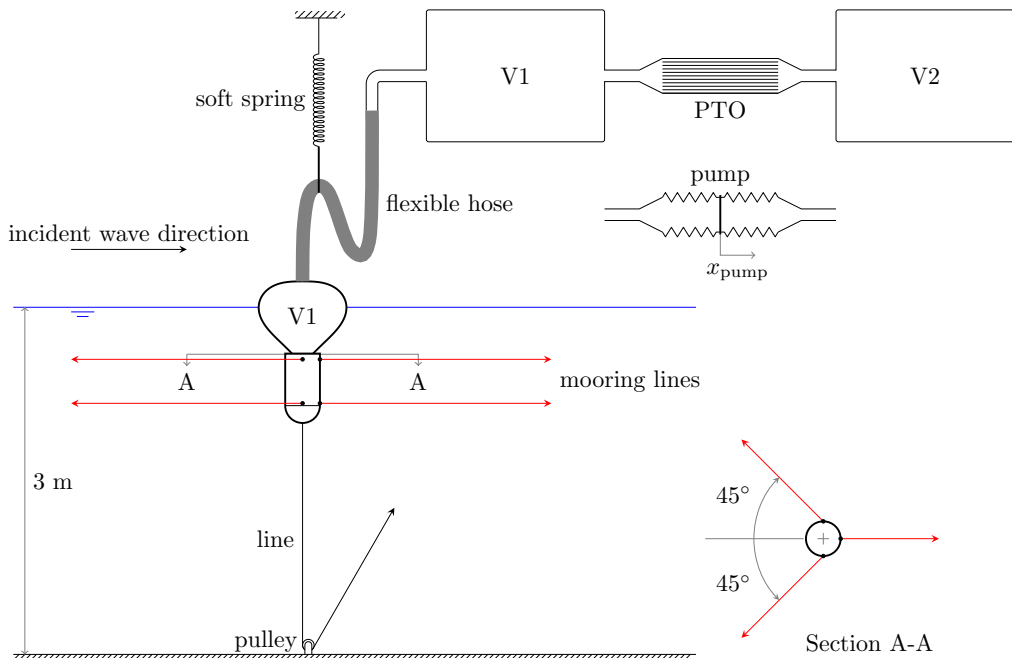 V1
V2
soft spring
PTO
pump
flexible hose
incident wave direction
x_pump
V1
A
A
mooring lines
3 m
45°
line
45°
pulley
Section A-A